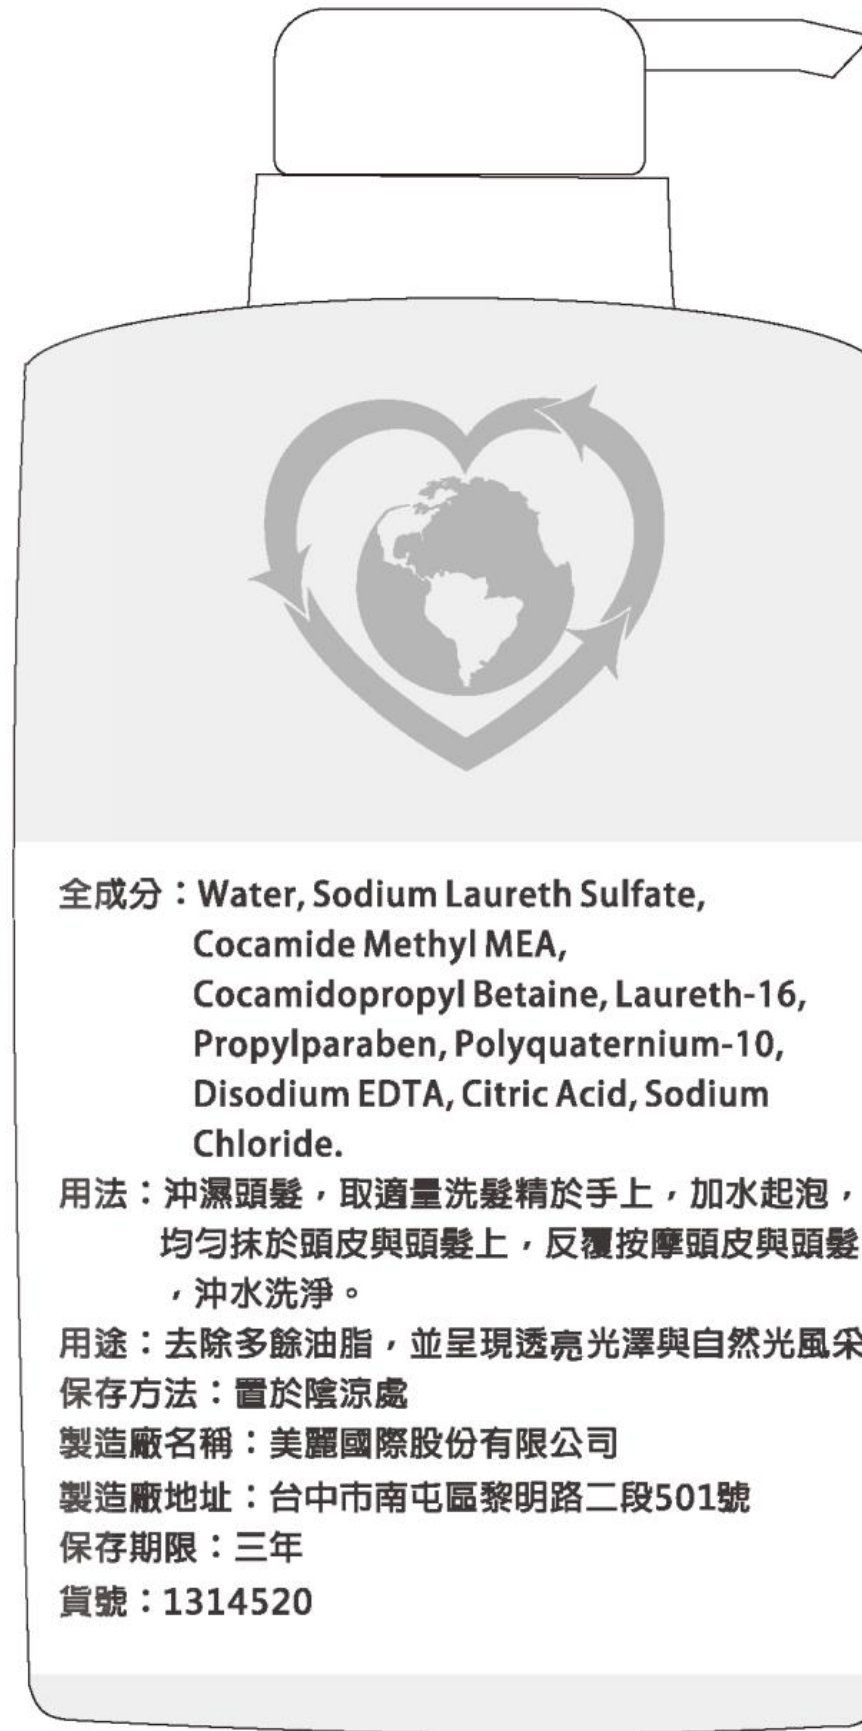 全成分：Water, Sodium Laureth Sulfate,
Cocamide Methyl MEA,
Cocamidopropyl Betaine, Laureth-16,
Propylparaben, Polyquaternium-10,
Disodium EDTA, Citric Acid, Sodium
Chloride.
用法：沖濕頭髮，取適量洗髮精於手上，加水起泡，
均勻抹於頭皮與頭髮上，反覆按摩頭皮與頭髮
，沖水洗淨。
用途：去除多餘油脂，並呈現透亮光澤與自然光風采
保存方法：置於陰涼處
製造廠名稱：美麗國際股份有限公司
製造廠地址：台中市南屯區黎明路二段501號
保存期限：三年
貨號：1314520